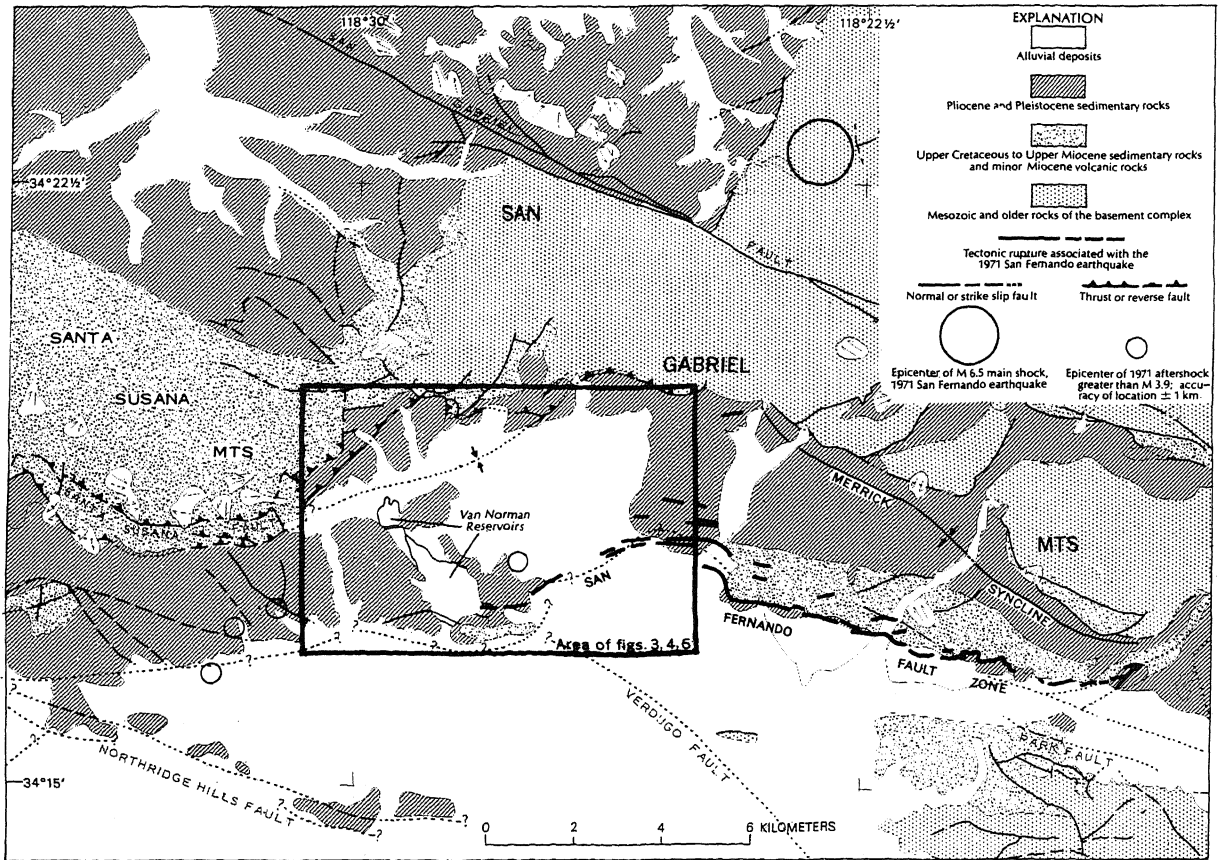 118°30'
118°22½'
EXPLANATION
Alluvial deposits
Pliocene and Pleistocene sedimentary rocks
Upper Cretaceous to Upper Miocene sedimentary rocks
and minor Miocene volcanic rocks
Mesozoic and older rocks of the basement complex
Tectonic rupture associated with the
1971 San Fernando earthquake
Normal or strike slip fault
Thrust or reverse fault
Epicenter of M 6.5 main shock,
1971 San Fernando earthquake
Epicenter of 1971 aftershock
greater than M 3.9; accu-
racy of location ± 1 km.
GABRIEL
34°22½'
SAN
FAULT
SANTA
GABRIEL
SUSANA
MTS
MERRICK
Van Norman
Reservoirs
MTS
SAN
SYNCLINE
FERNANDO
Area of figs. 3, 4, 6
FAULT
ZONE
VERDUGO FAULT
PARK FAULT
NORTHRIDGE HILLS FAULT
34°15'
0 2 4 6 KILOMETERS